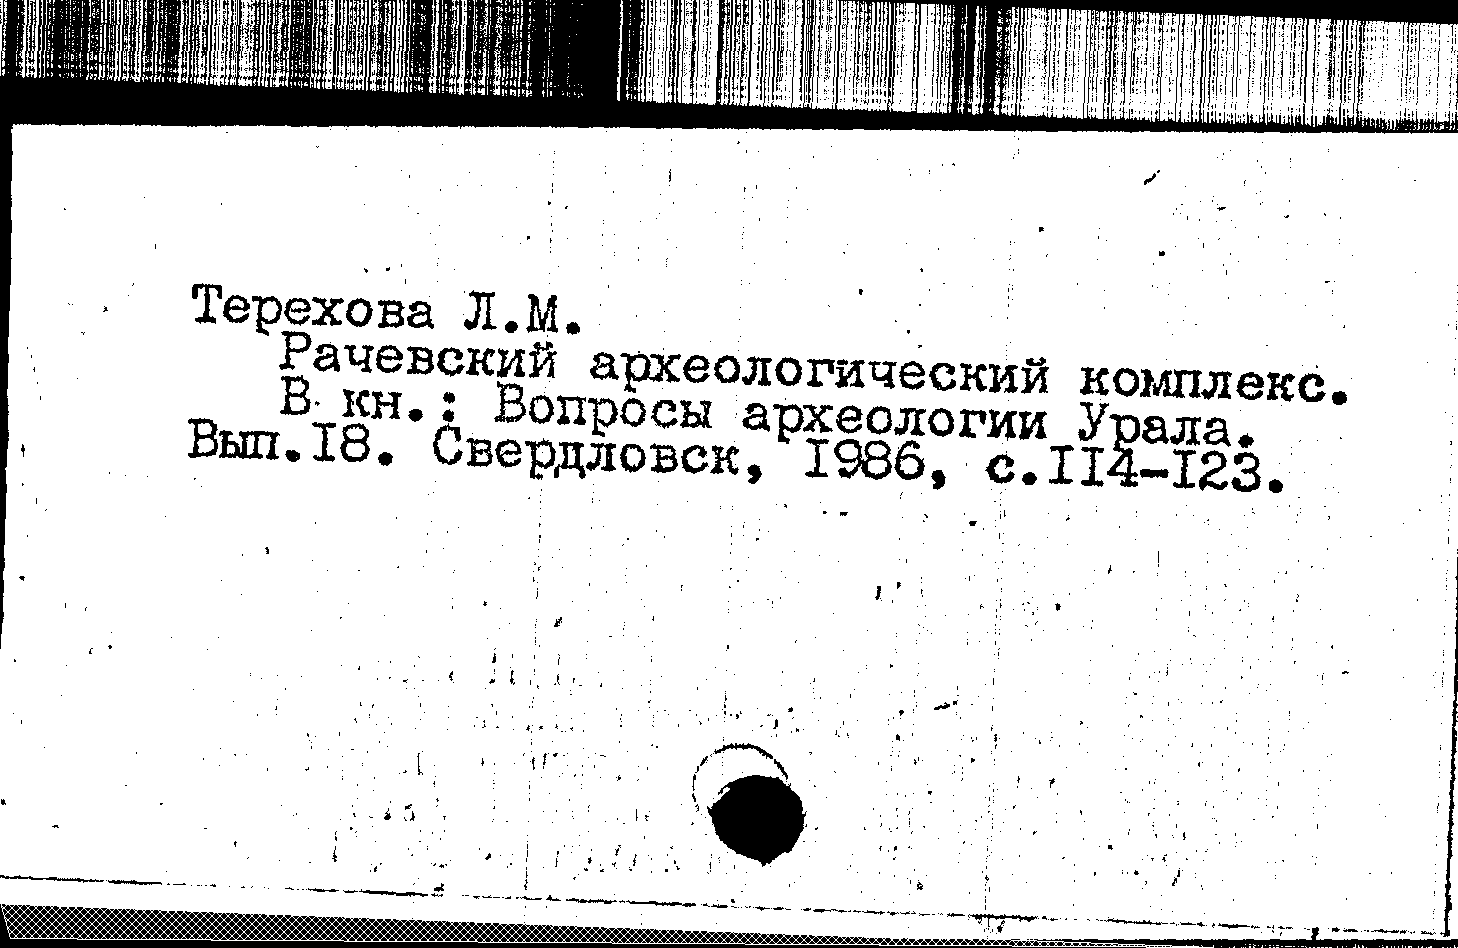 Терехова Л.М.
Рачевский археологический комплекс.
В кн.: Вопросы археологии Урала.
Вып.I8. Свердловск, I986, с.II4-I23.